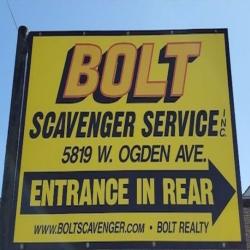 BOLT
SCAVENGER SERVICE INC.
5819 W. OGDEN AVE.
ENTRANCE IN REAR
WWW.BOLTSCAVENGER.COM • BOLT REALTY